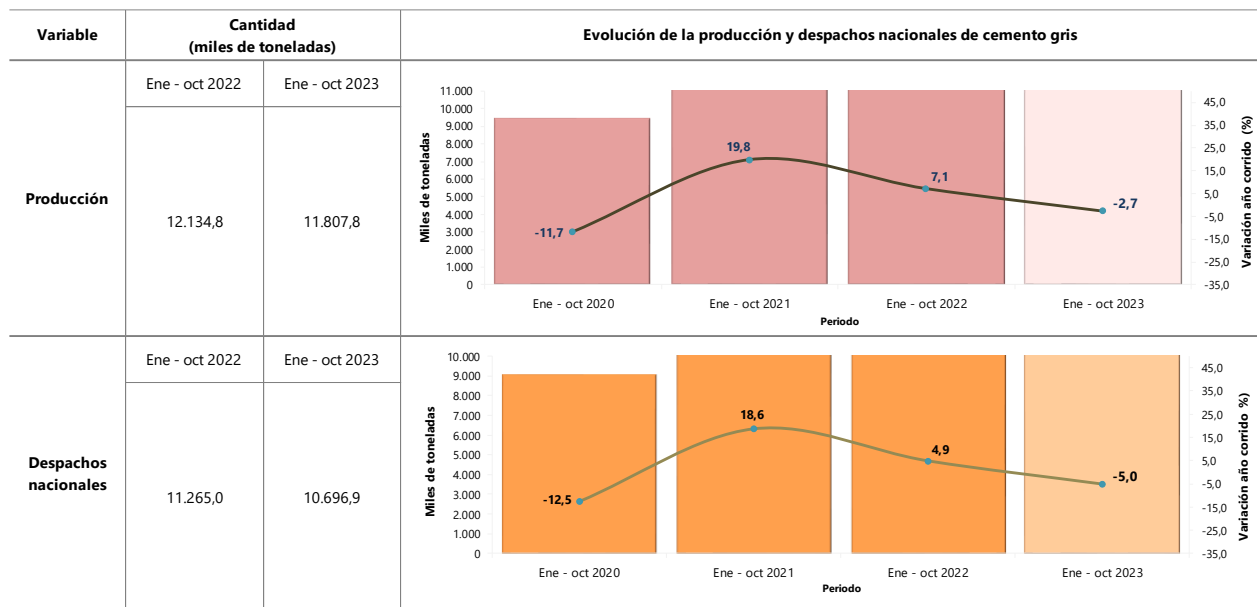 Variable
Cantidad
(miles de toneladas)
Evolución de la producción y despachos nacionales de cemento gris
Ene - oct 2022
Ene - oct 2023
Producción
12.134,8
11.807,8
Miles de toneladas
11.000
10.000
9.000
8.000
7.000
6.000
5.000
4.000
3.000
2.000
1.000
0
-11,7
19,8
7,1
-2,7
45,0
35,0
25,0
15,0
5,0
-5,0
-15,0
-25,0
-35,0
Variación año corrido (%)
Ene - oct 2020
Ene - oct 2021
Ene - oct 2022
Ene - oct 2023
Periodo
Ene - oct 2022
Ene - oct 2023
Despachos
nacionales
11.265,0
10.696,9
Miles de toneladas
10.000
9.000
8.000
7.000
6.000
5.000
4.000
3.000
2.000
1.000
0
-12,5
18,6
4,9
-5,0
45,0
35,0
25,0
15,0
5,0
-5,0
-15,0
-25,0
-35,0
Variación año corrido %)
Ene - oct 2020
Ene - oct 2021
Ene - oct 2022
Ene - oct 2023
Periodo